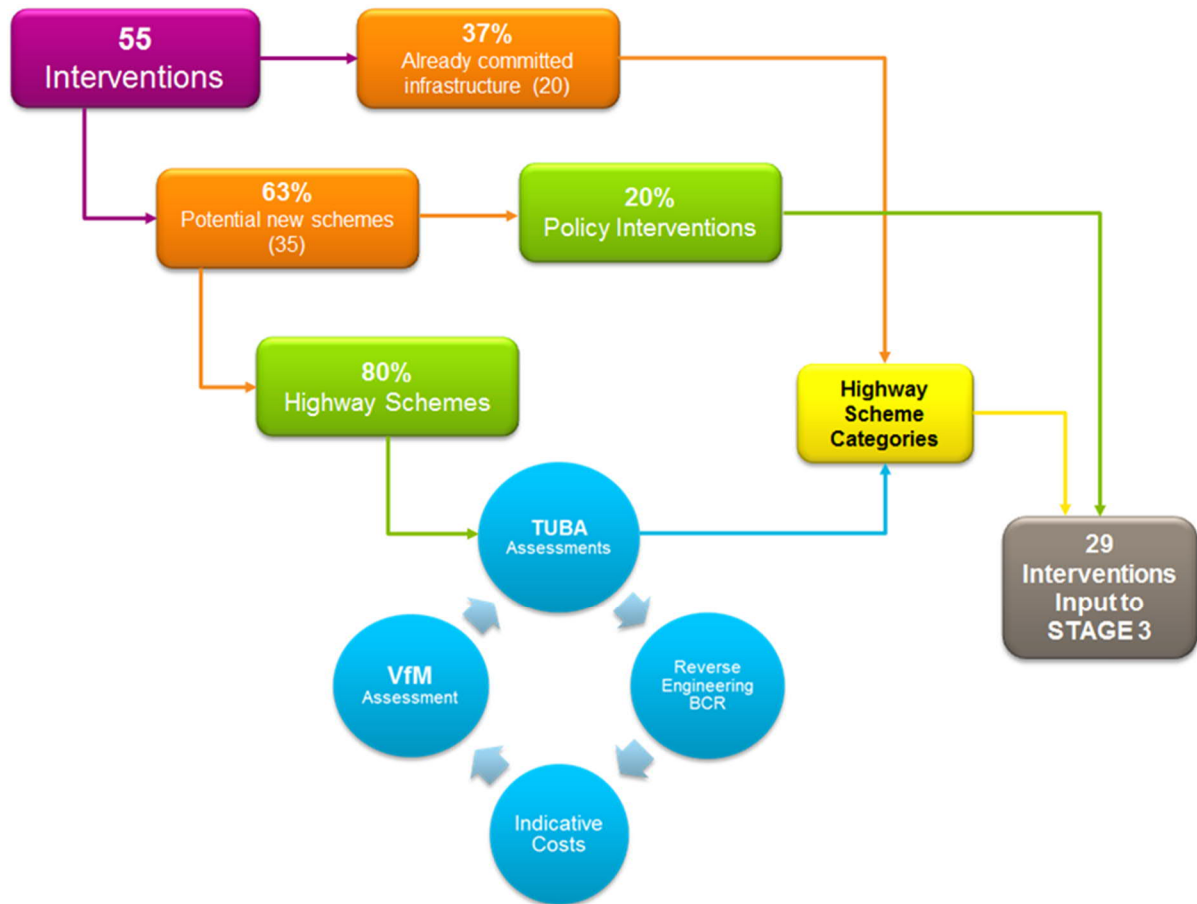 55
Interventions
37%
Already committed
infrastructure (20)
63%
Potential new schemes
(35)
20%
Policy Interventions
80%
Highway Schemes
Highway
Scheme
Categories
TUBA
Assessments
29
Interventions
Input to
STAGE 3
VfM
Assessment
Reverse
Engineering
BCR
Indicative
Costs